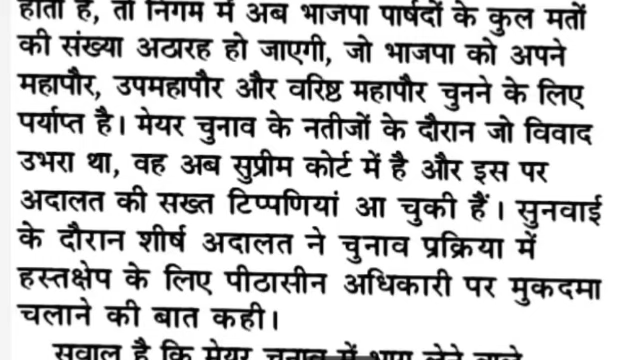 होता है, तो निगम में अब भाजपा पार्षदों के कुल मतों
की संख्या अठारह हो जाएगी, जो भाजपा को अपने
महापौर, उपमहापौर और वरिष्ठ महापौर चुनने के लिए
पर्याप्त है। मेयर चुनाव के नतीजों के दौरान जो विवाद
उभरा था, वह अब सुप्रीम कोर्ट में है और इस पर
अदालत की सख्त टिप्पणियां आ चुकी हैं। सुनवाई
के दौरान शीर्ष अदालत ने चुनाव प्रक्रिया में
हस्तक्षेप के लिए पीठासीन अधिकारी पर मुकदमा
चलाने की बात कही।
सवाल है कि मेयर चुनाव में भाग लेने वाले